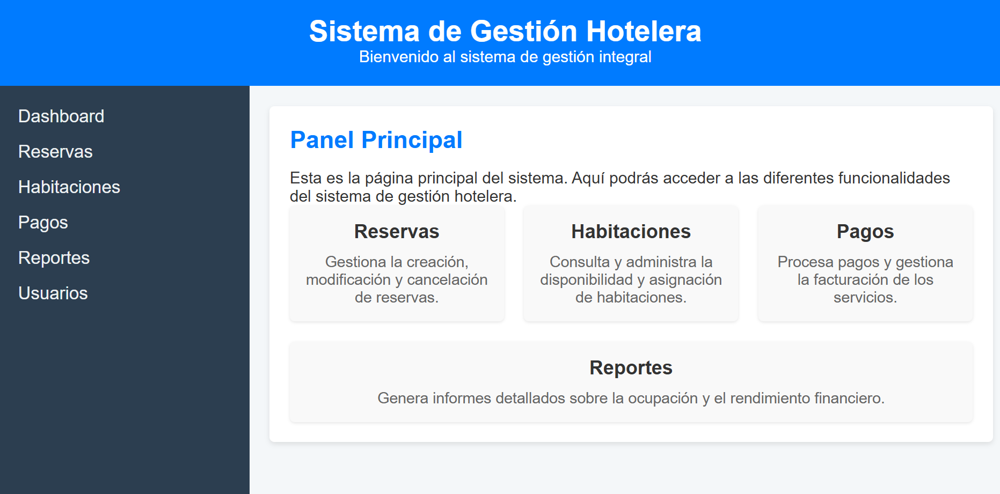 Sistema de Gestión Hotelera
Bienvenido al sistema de gestión integral
Dashboard
Reservas
Habitaciones
Pagos
Reportes
Usuarios
Panel Principal
Esta es la página principal del sistema. Aquí podrás acceder a las diferentes funcionalidades
del sistema de gestión hotelera.
Reservas
Gestiona la creación,
modificación y cancelación
de reservas.
Habitaciones
Consulta y administra la
disponibilidad y asignación
de habitaciones.
Pagos
Procesa pagos y gestiona
la facturación de los
servicios.
Reportes
Genera informes detallados sobre la ocupación y el rendimiento financiero.